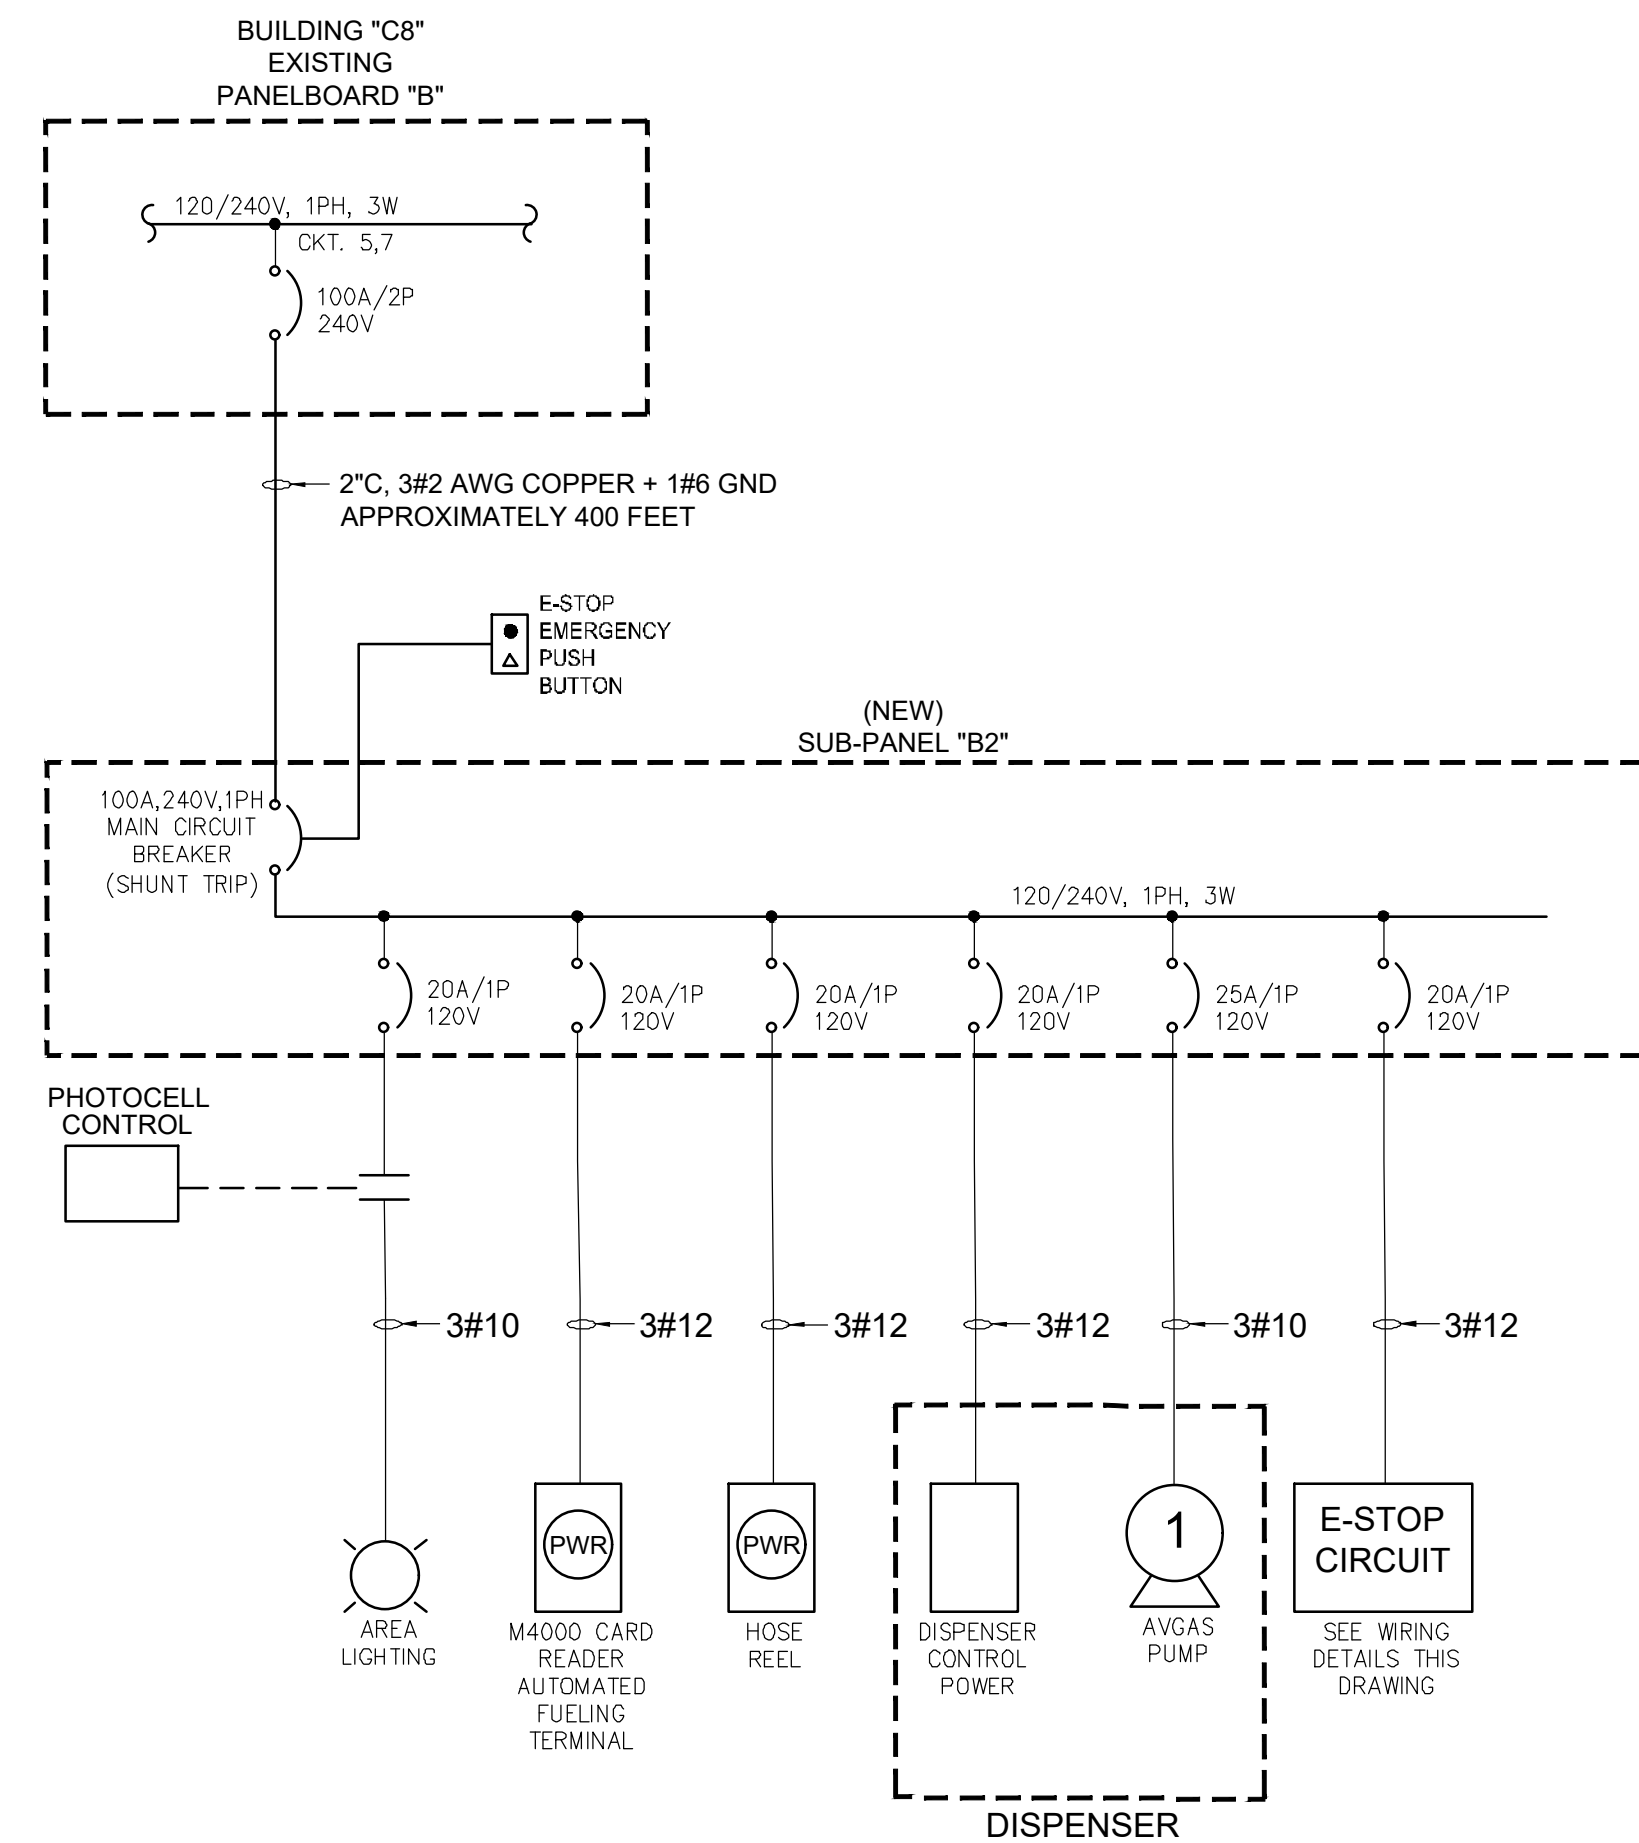 BUILDING "C8"
EXISTING
PANELBOARD "B"
120/240V, 1PH, 3W
CKT. 5,7
100A/2P
240V
2"C, 3#2 AWG COPPER + 1#6 GND
APPROXIMATELY 400 FEET
E-STOP
EMERGENCY
PUSH
BUTTON
(NEW)
SUB-PANEL "B2"
100A,240V,1PH
MAIN CIRCUIT
BREAKER
(SHUNT TRIP)
120/240V, 1PH, 3W
20A/1P
120V
20A/1P
120V
20A/1P
120V
20A/1P
120V
25A/1P
120V
20A/1P
120V
PHOTOCELL
CONTROL
3#10
3#12
3#12
3#12
3#10
3#12
AREA
LIGHTING
PWR
M4000 CARD
READER
AUTOMATED
FUELING
TERMINAL
PWR
HOSE
REEL
DISPENSER
CONTROL
POWER
1
AVGAS
PUMP
E-STOP
CIRCUIT
SEE WIRING
DETAILS THIS
DRAWING
DISPENSER